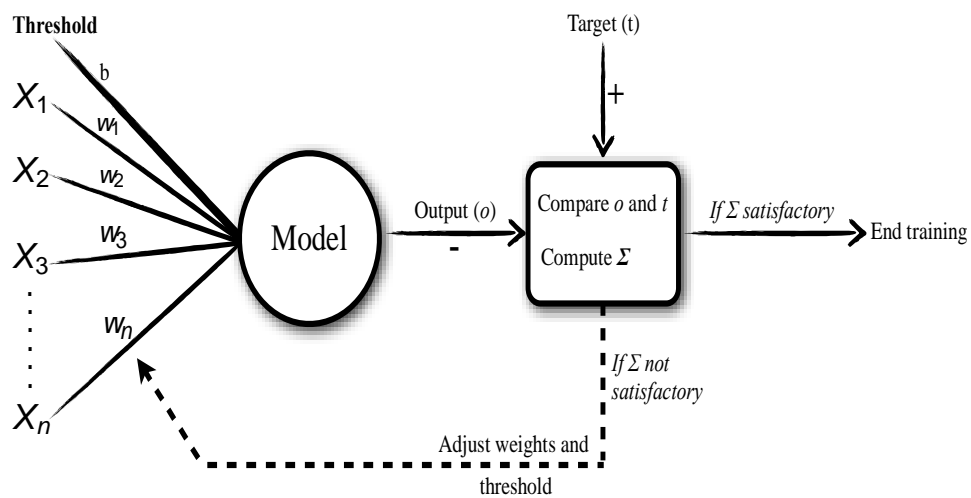 Threshold
Target (t)
b
+
X1
w1
X2
w2
Output (o)
Compare o and t
If Σ satisfactory
Model
-
End training
w3
Compute Σ
X3
wn
If Σ not
satisfactory
Xn
Adjust weights and
threshold